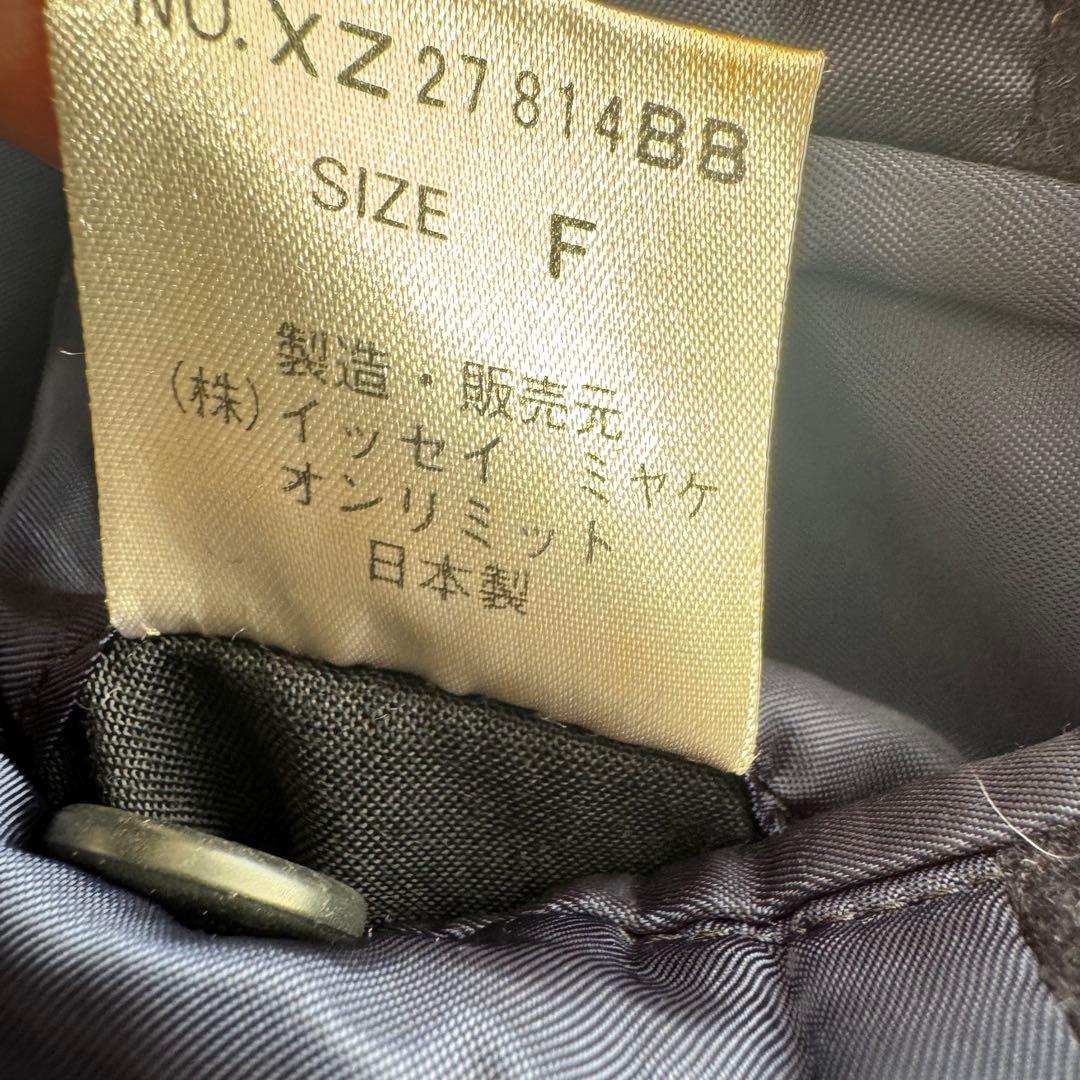 NO. XZ27814BB
SIZE F
製造・販売元
(株)イッセイ ミヤケ
オンリミット
日本製